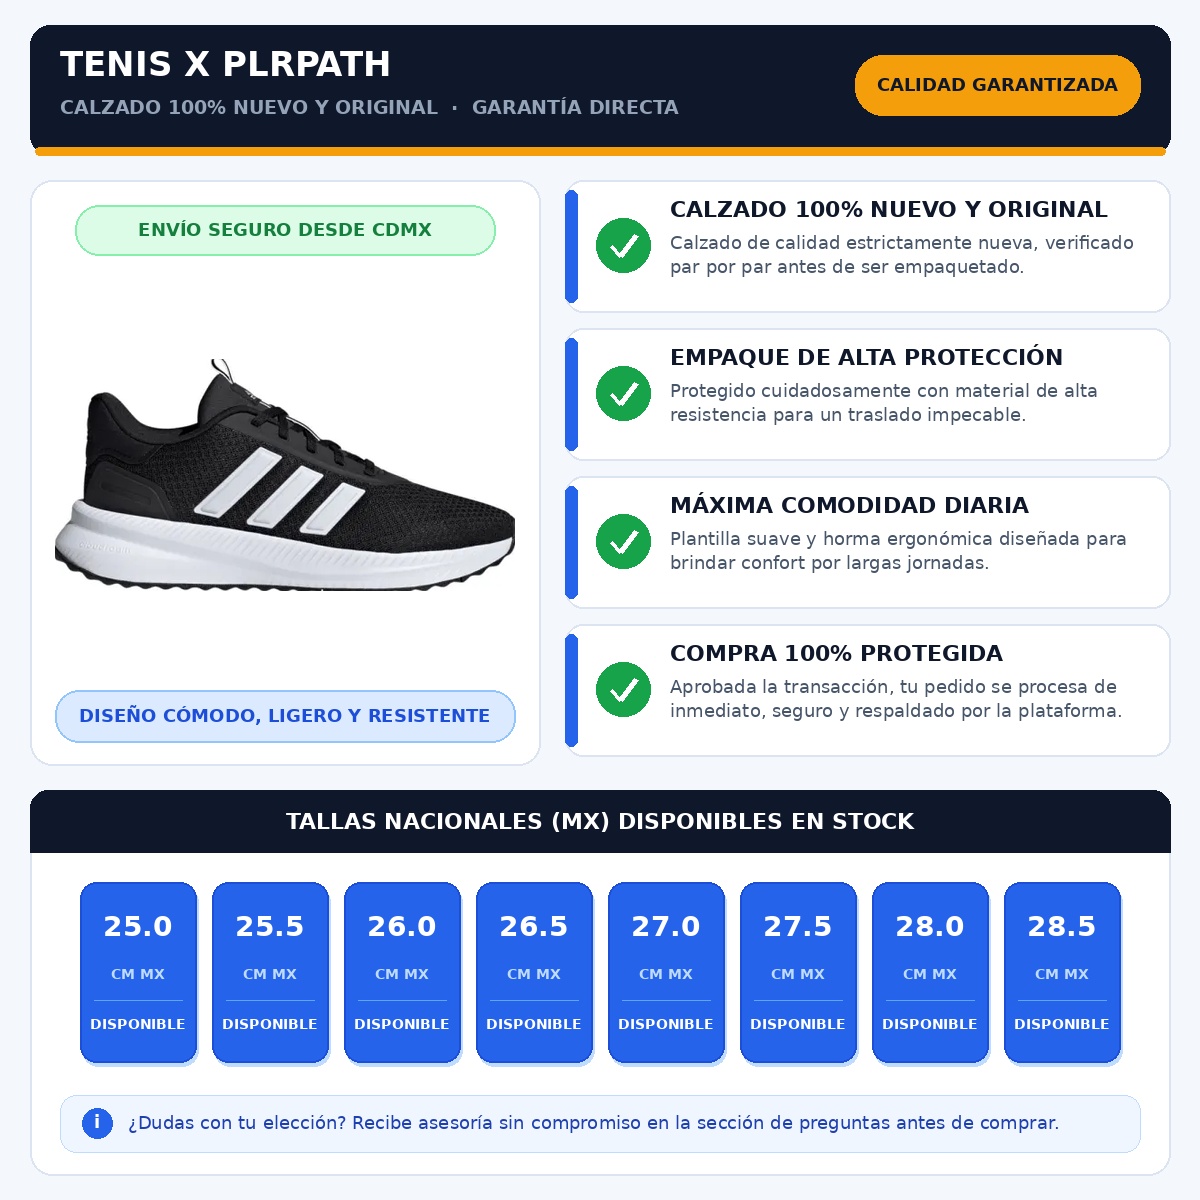 TENIS X PLRPATH
CALZADO 100% NUEVO Y ORIGINAL · GARANTÍA DIRECTA
CALIDAD GARANTIZADA
ENVÍO SEGURO DESDE CDMX
DISEÑO CÓMODO, LIGERO Y RESISTENTE
CALZADO 100% NUEVO Y ORIGINAL
Calzado de calidad estrictamente nueva, verificado
par por par antes de ser empaquetado.
EMPAQUE DE ALTA PROTECCIÓN
Protegido cuidadosamente con material de alta
resistencia para un traslado impecable.
MÁXIMA COMODIDAD DIARIA
Plantilla suave y horma ergonómica diseñada para
brindar confort por largas jornadas.
COMPRA 100% PROTEGIDA
Aprobada la transacción, tu pedido se procesa de
inmediato, seguro y respaldado por la plataforma.
TALLAS NACIONALES (MX) DISPONIBLES EN STOCK
25.0 25.5 26.0 26.5 27.0 27.5 28.0 28.5
CM MX CM MX CM MX CM MX CM MX CM MX CM MX CM MX
DISPONIBLE DISPONIBLE DISPONIBLE DISPONIBLE DISPONIBLE DISPONIBLE DISPONIBLE DISPONIBLE
i ¿Dudas con tu elección? Recibe asesoría sin compromiso en la sección de preguntas antes de comprar.